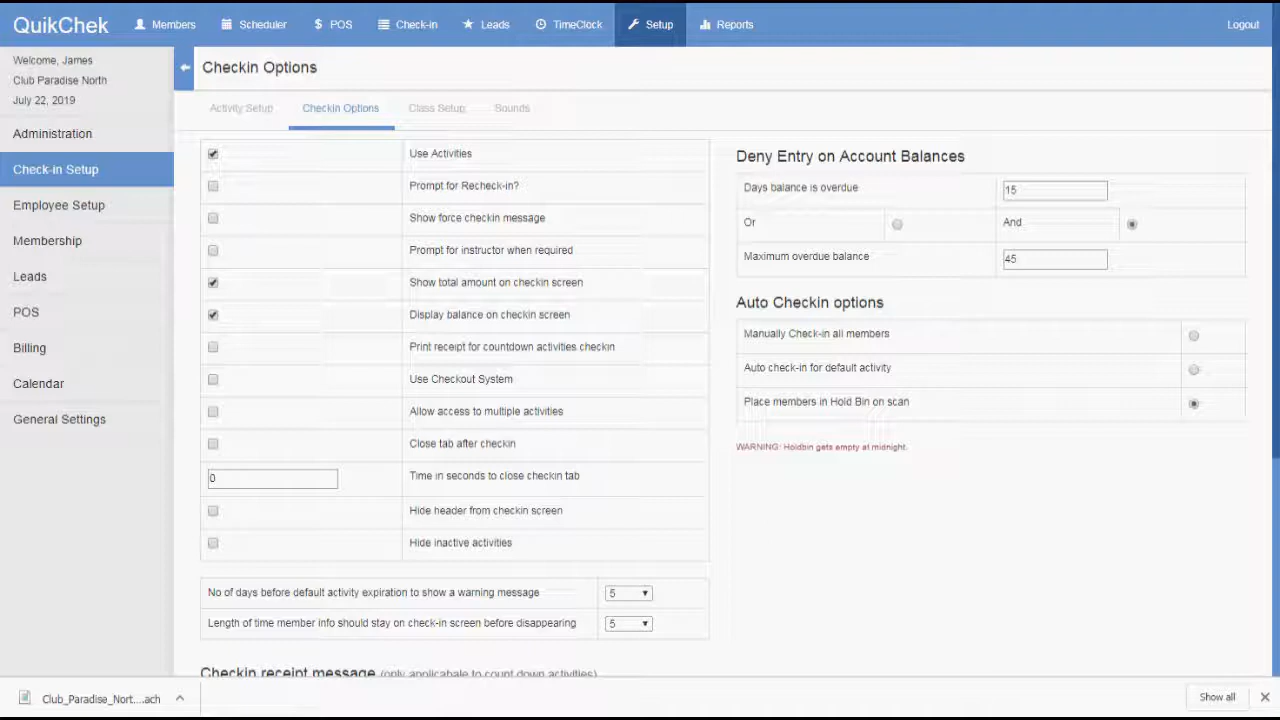 QuikChek
Members
Scheduler
POS
Check-in
Leads
TimeClock
Setup
Reports
Logout
Welcome, James
Club Paradise North
July 22, 2019
Administration
Check-in Setup
Employee Setup
Membership
Leads
POS
Billing
Calendar
General Settings
Checkin Options
Activity Setup
Checkin Options
Class Setup
Sounds
Use Activities
Prompt for Recheck-in?
Show force checkin message
Prompt for instructor when required
Show total amount on checkin screen
Display balance on checkin screen
Print receipt for countdown activities checkin
Use Checkout System
Allow access to multiple activities
Close tab after checkin
0 Time in seconds to close checkin tab
Hide header from checkin screen
Hide inactive activities
No of days before default activity expiration to show a warning message 5
Length of time member info should stay on check-in screen before disappearing 5
Checkin receipt message (only applicabale to count down activities)
Deny Entry on Account Balances
Days balance is overdue 15
Or And
Maximum overdue balance 45
Auto Checkin options
Manually Check-in all members
Auto check-in for default activity
Place members in Hold Bin on scan
WARNING: Holdbin gets empty at midnight.
Club_Paradise_Nort....ach
Show all